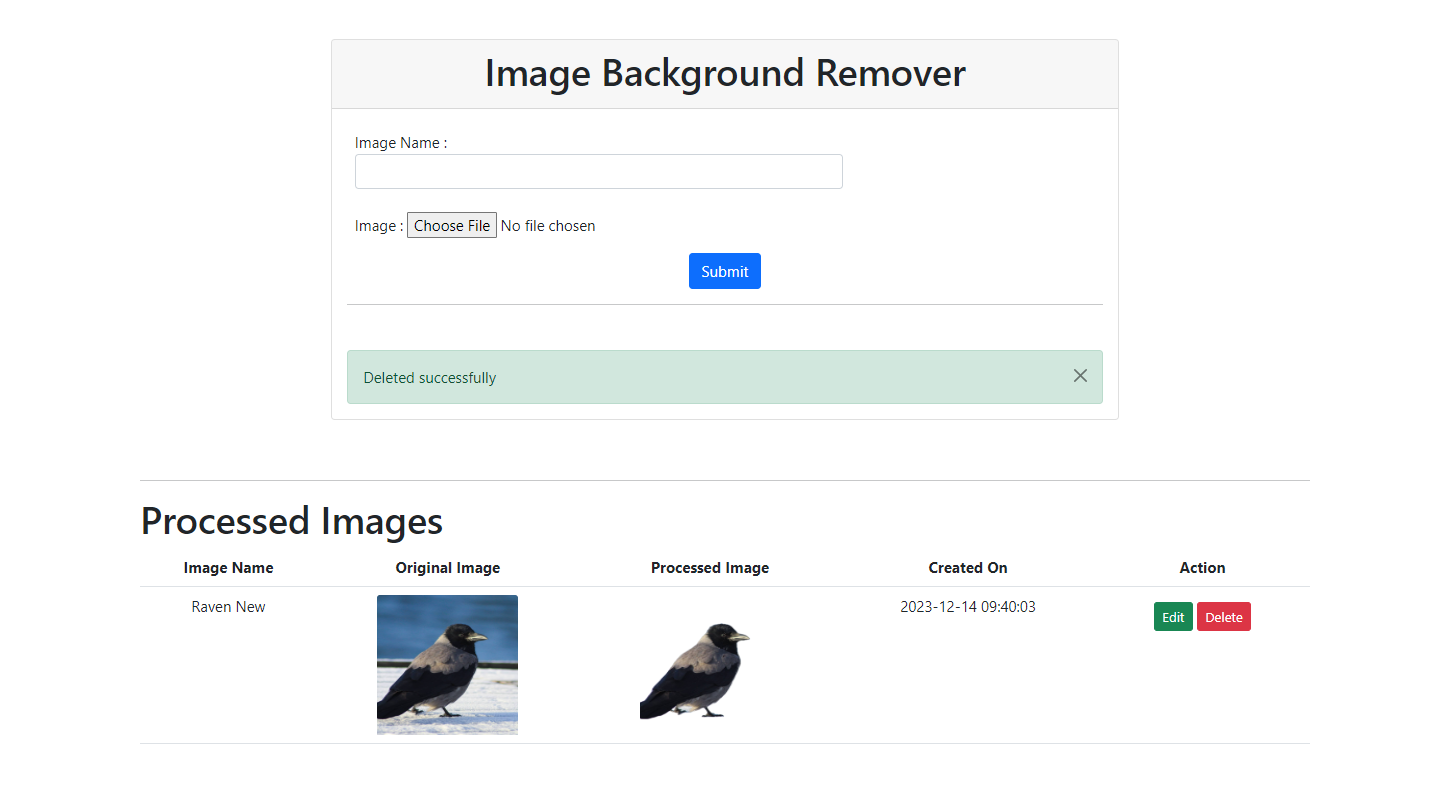 Image Background Remover
Image Name :
Image : Choose File No file chosen
Submit
Deleted successfully
Processed Images
Image Name Original Image Processed Image Created On Action
Raven New 2023-12-14 09:40:03 Edit Delete